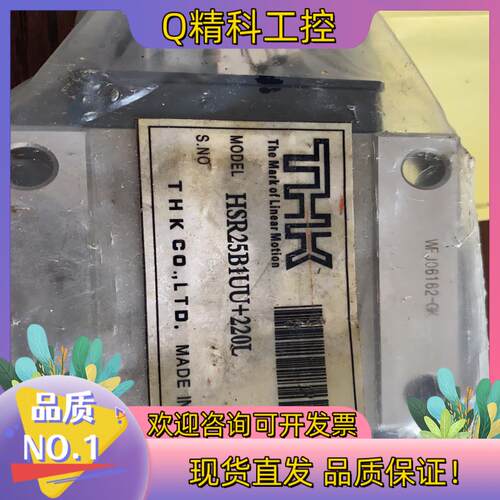 Q精科工控
THK
The Mark of Linear Motion
MODEL HSR25B1UU+220L
S.NO
THK CO.,LTD. MADE IN
品质
NO.1
欢迎咨询可开发票
现货直发 品质保证！